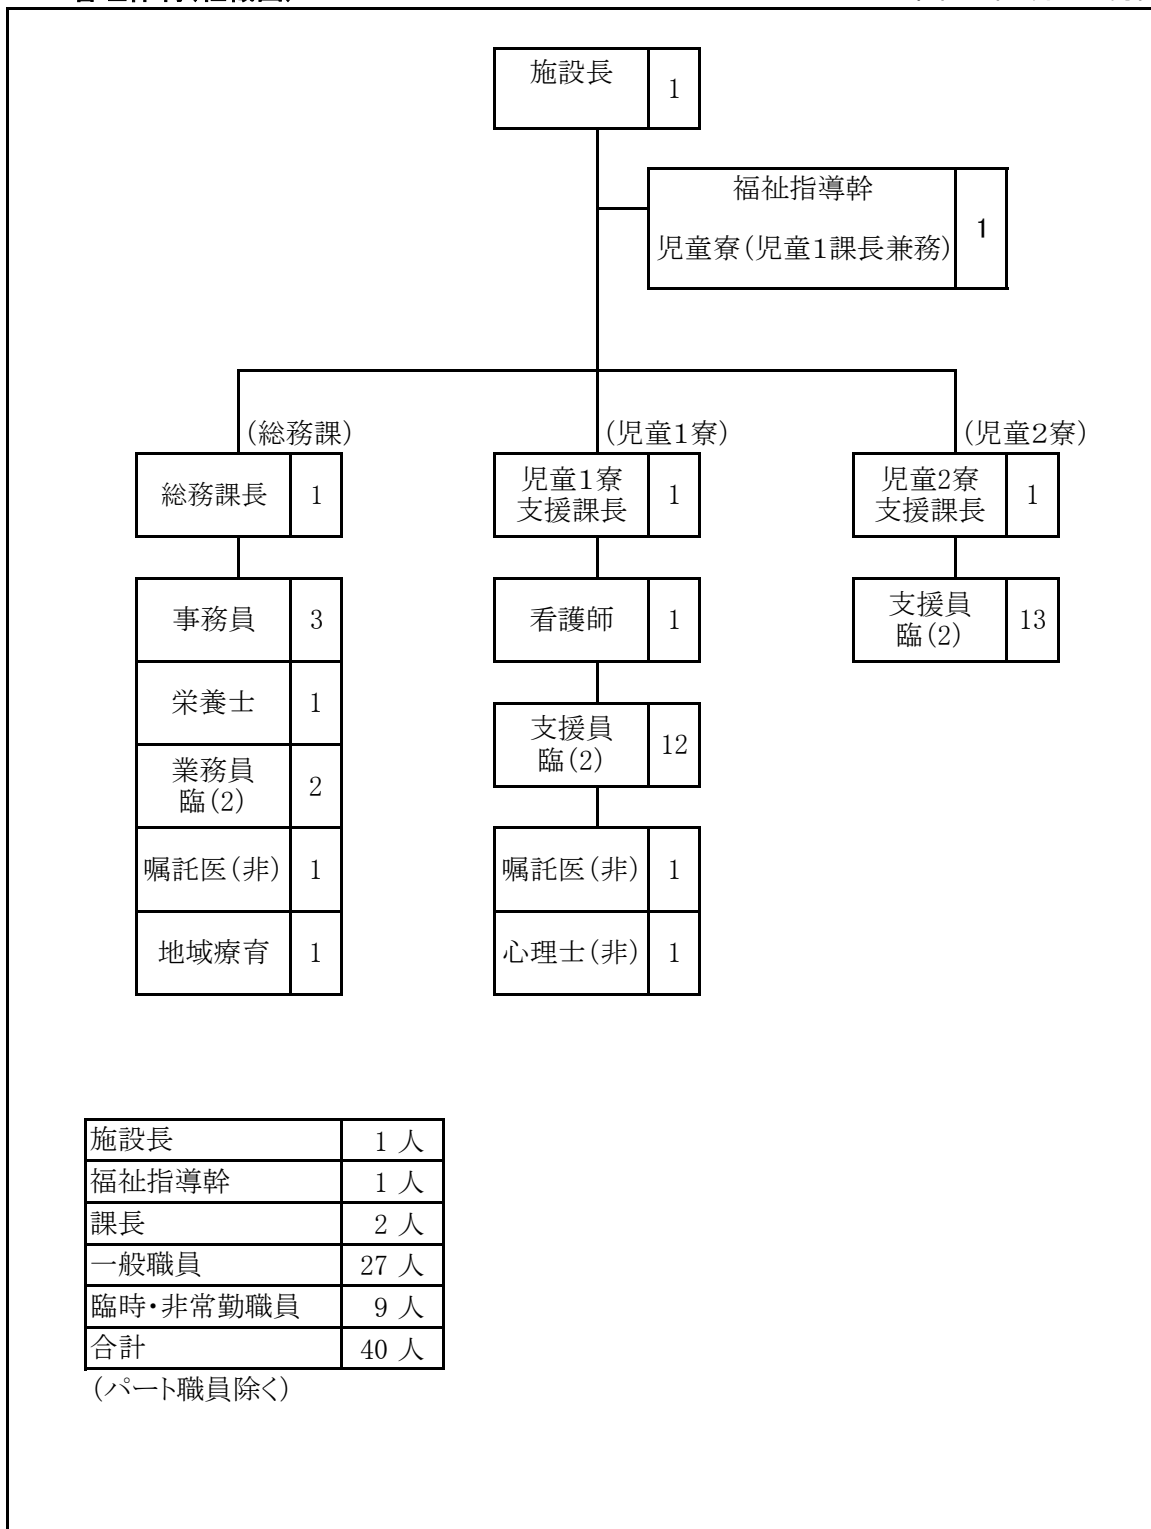 施設長 1
福祉指導幹
児童寮(児童1課長兼務) 1
(総務課)
総務課長 1
事務員 3
栄養士 1
業務員
臨(2) 2
嘱託医(非) 1
地域療育 1
(児童1寮)
児童1寮
支援課長 1
看護師 1
支援員
臨(2) 12
嘱託医(非) 1
心理士(非) 1
(児童2寮)
児童2寮
支援課長 1
支援員
臨(2) 13
施設長 1 人
福祉指導幹 1 人
課長 2 人
一般職員 27 人
臨時・非常勤職員 9 人
合計 40 人
(パート職員除く)